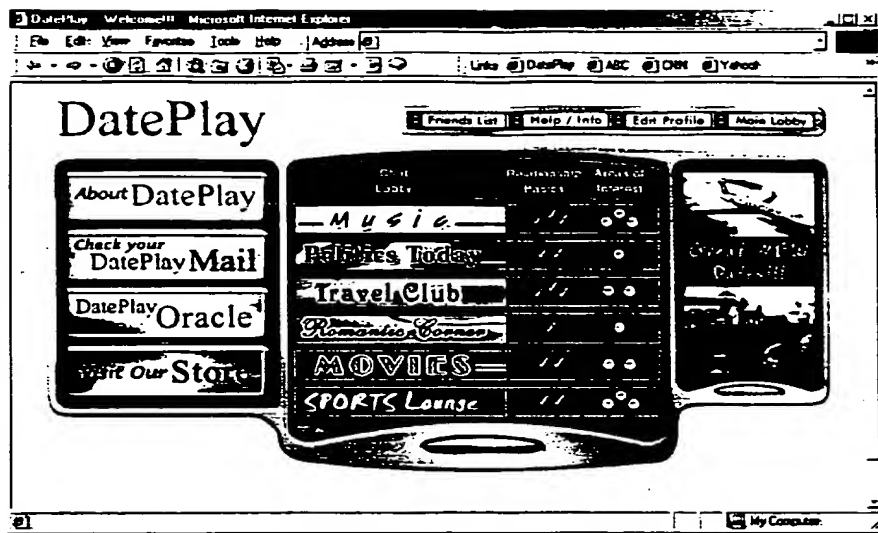 DatePlay Welcome!!! Microsoft Internet Explorer
File Edit View Favorites Tools Help Address
Links DatePlay ABC CNN Yahoo!
DatePlay
Friends List Help / Info Edit Profile Main Lobby
About DatePlay
Check your
DatePlay Mail
DatePlay Oracle
Visit Our Store
Chat
Lobby
Relationship
Basics
Areas of
Interest
Music
Politics Today
Travel Club
Romantic Corner
MOVIES
SPORTS Lounge
My Computer